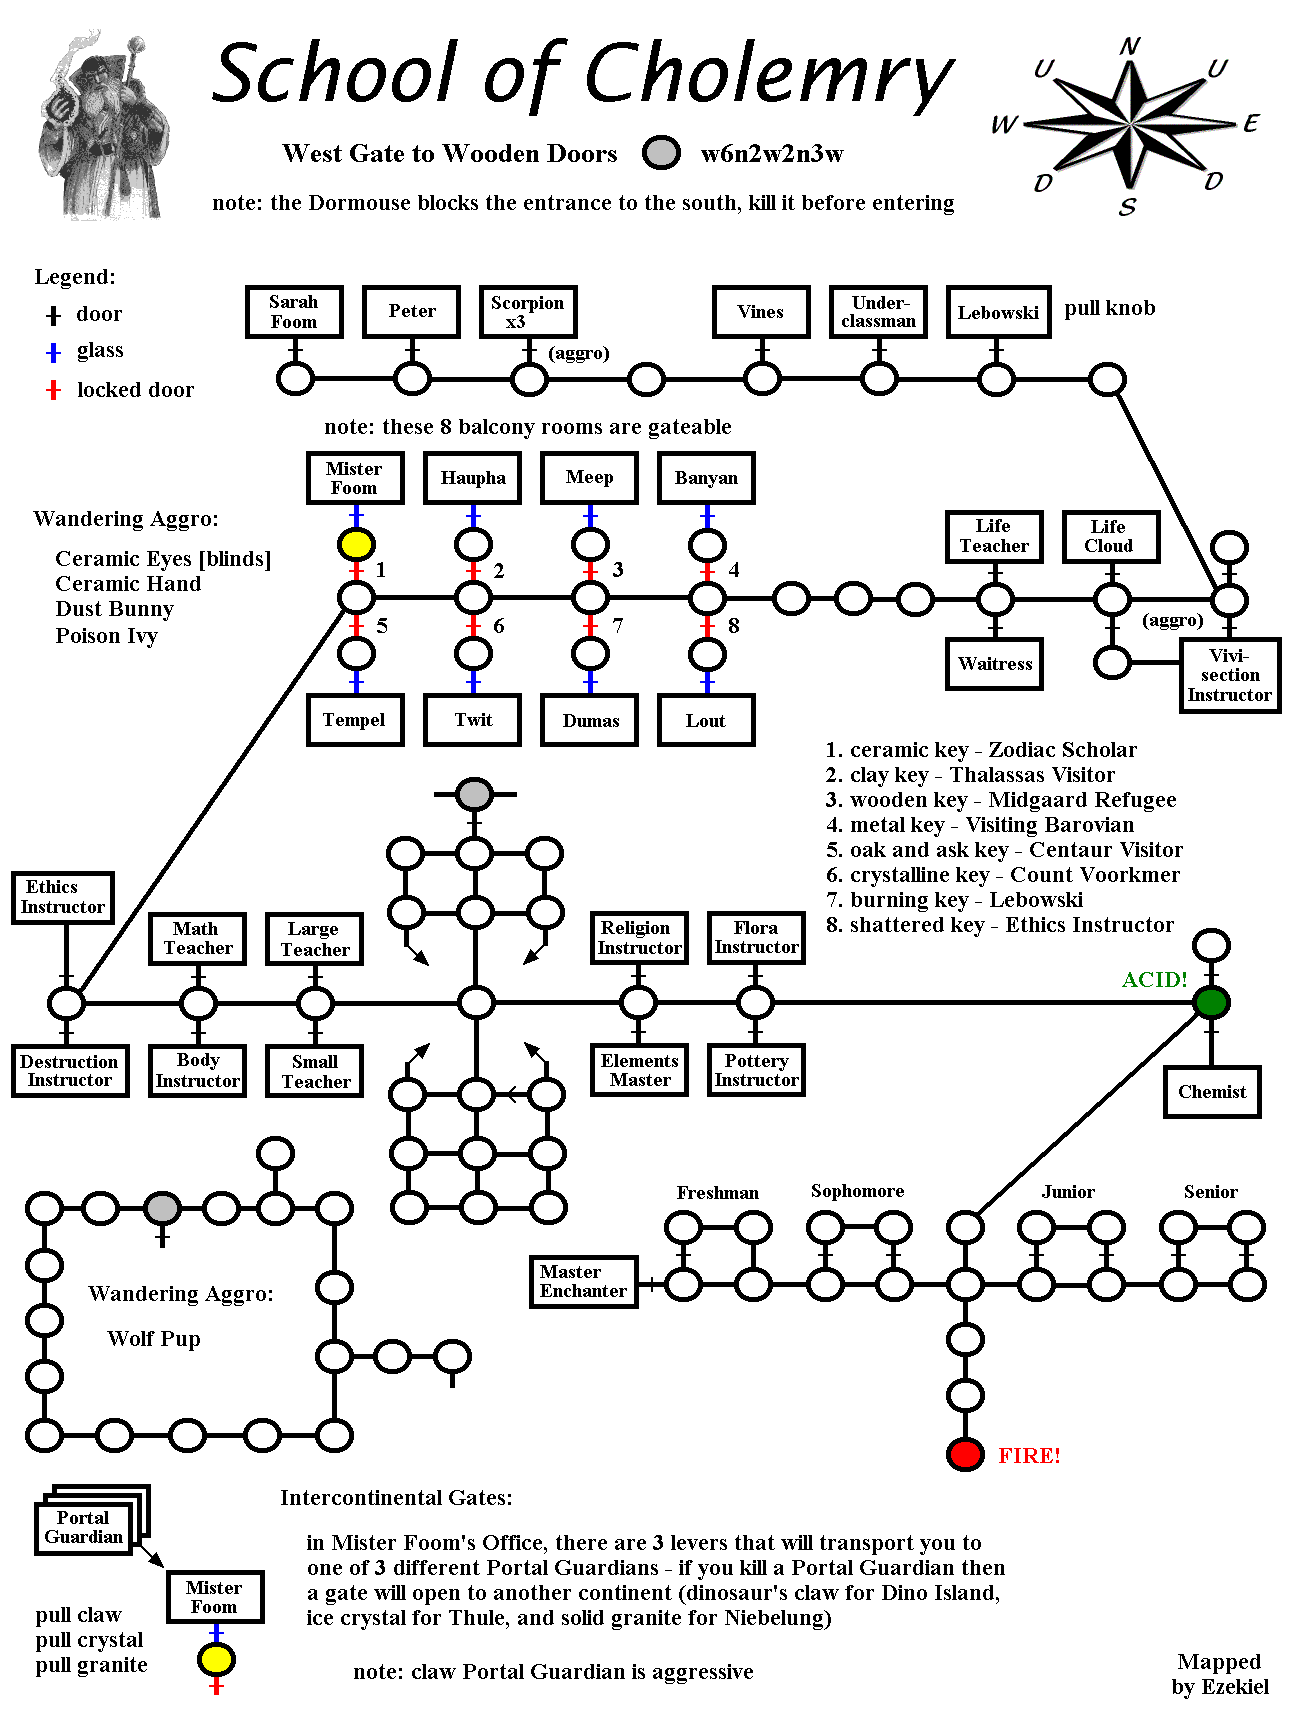 School of Cholemry
N
U
U
W
E
D
D
S
West Gate to Wooden Doors
w6n2w2n3w
note: the Dormouse blocks the entrance to the south, kill it before entering
Legend:
door
glass
locked door
Sarah
Foom
Peter
Scorpion
x3
(aggro)
Vines
Under-
classman
Lebowski
pull knob
note: these 8 balcony rooms are gateable
Wandering Aggro:
Ceramic Eyes [blinds]
Ceramic Hand
Dust Bunny
Poison Ivy
Mister
Foom
Haupha
Meep
Banyan
1
2
3
4
5
6
7
8
Tempel
Twit
Dumas
Lout
Life
Teacher
Life
Cloud
(aggro)
Waitress
Vivi-
section
Instructor
1. ceramic key - Zodiac Scholar
2. clay key - Thalassas Visitor
3. wooden key - Midgaard Refugee
4. metal key - Visiting Barovian
5. oak and ask key - Centaur Visitor
6. crystalline key - Count Voorkmer
7. burning key - Lebowski
8. shattered key - Ethics Instructor
Ethics
Instructor
Math
Teacher
Large
Teacher
Religion
Instructor
Flora
Instructor
ACID!
Destruction
Instructor
Body
Instructor
Small
Teacher
Elements
Master
Pottery
Instructor
Chemist
Freshman
Sophomore
Junior
Senior
Master
Enchanter
FIRE!
Wandering Aggro:
Wolf Pup
Portal
Guardian
Mister
Foom
pull claw
pull crystal
pull granite
Intercontinental Gates:
in Mister Foom's Office, there are 3 levers that will transport you to
one of 3 different Portal Guardians - if you kill a Portal Guardian then
a gate will open to another continent (dinosaur's claw for Dino Island,
ice crystal for Thule, and solid granite for Niebelung)
note: claw Portal Guardian is aggressive
Mapped
by Ezekiel